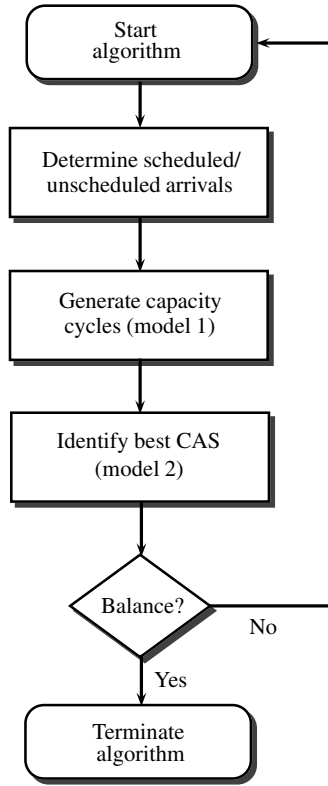 Start
algorithm
Determine scheduled/
unscheduled arrivals
Generate capacity
cycles (model 1)
Identify best CAS
(model 2)
Balance?
No
Yes
Terminate
algorithm